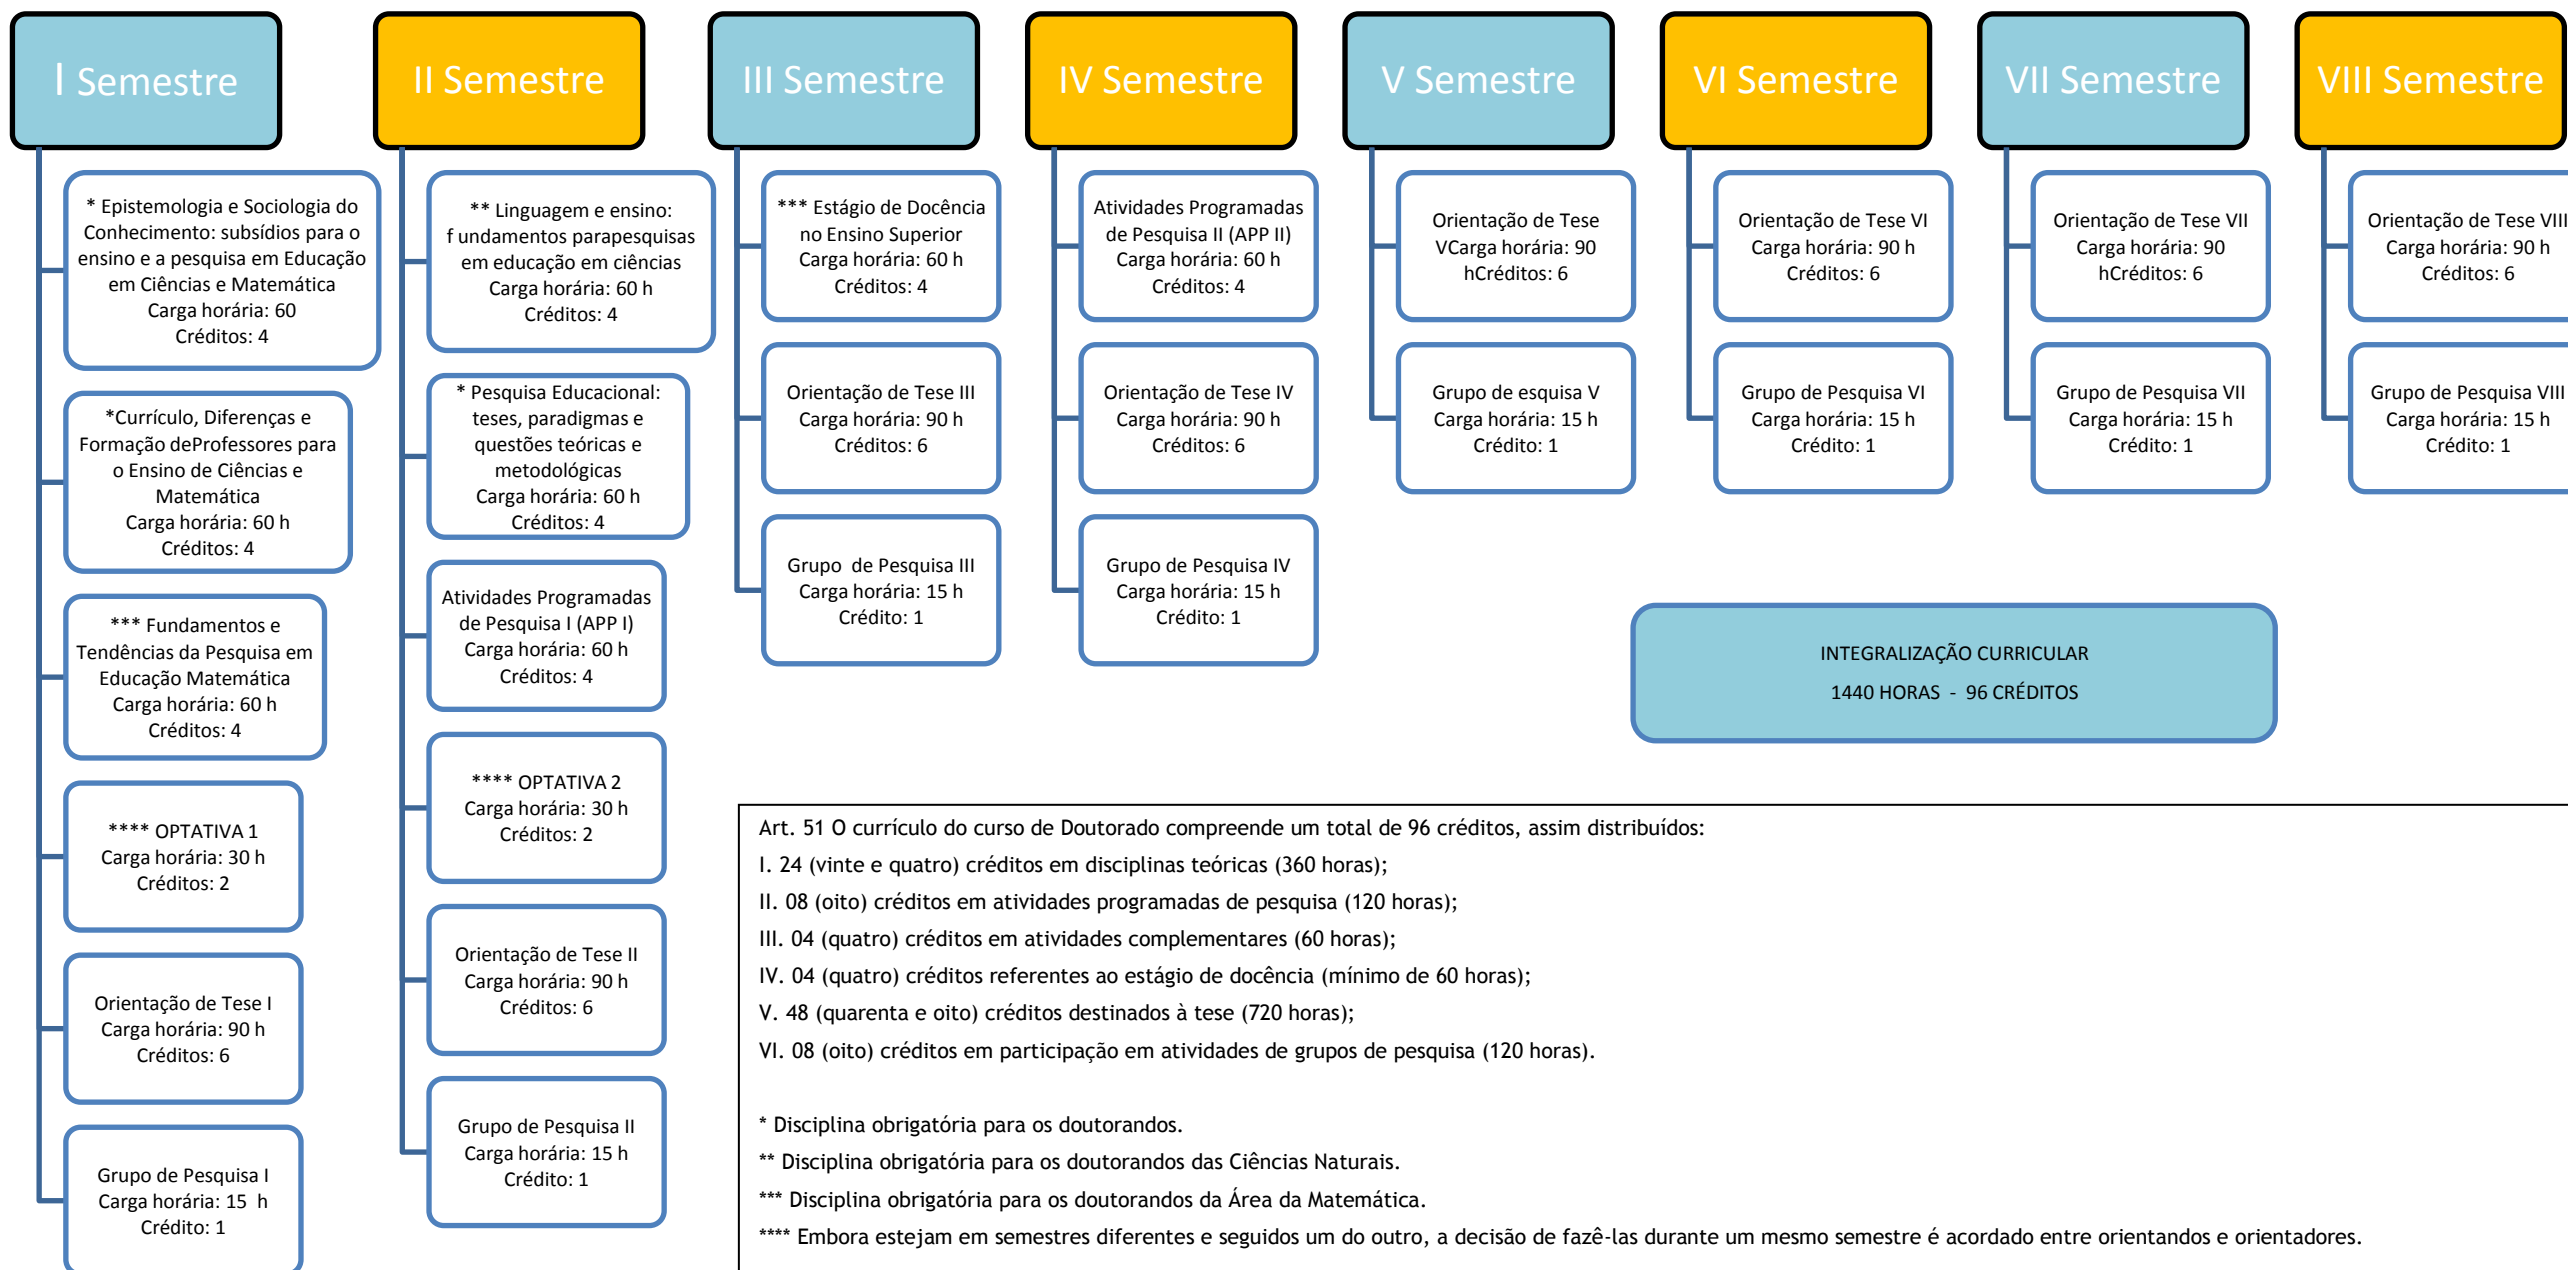 I Semestre
* Epistemologia e Sociologia do
Conhecimento: subsídios para o
ensino e a pesquisa em Educação
em Ciências e Matemática
Carga horária: 60
Créditos: 4
*Currículo, Diferenças e
Formação deProfessores para
o Ensino de Ciências e
Matemática
Carga horária: 60 h
Créditos: 4
*** Fundamentos e
Tendências da Pesquisa em
Educação Matemática
Carga horária: 60 h
Créditos: 4
**** OPTATIVA 1
Carga horária: 30 h
Créditos: 2
Orientação de Tese I
Carga horária: 90 h
Créditos: 6
Grupo de Pesquisa I
Carga horária: 15 h
Crédito: 1
II Semestre
** Linguagem e ensino:
f undamentos parapesquisas
em educação em ciências
Carga horária: 60 h
Créditos: 4
* Pesquisa Educacional:
teses, paradigmas e
questões teóricas e
metodológicas
Carga horária: 60 h
Créditos: 4
Atividades Programadas
de Pesquisa I (APP I)
Carga horária: 60 h
Créditos: 4
**** OPTATIVA 2
Carga horária: 30 h
Créditos: 2
Orientação de Tese II
Carga horária: 90 h
Créditos: 6
Grupo de Pesquisa II
Carga horária: 15 h
Crédito: 1
III Semestre
*** Estágio de Docência
no Ensino Superior
Carga horária: 60 h
Créditos: 4
Orientação de Tese III
Carga horária: 90 h
Créditos: 6
Grupo de Pesquisa III
Carga horária: 15 h
Crédito: 1
IV Semestre
Atividades Programadas
de Pesquisa II (APP II)
Carga horária: 60 h
Créditos: 4
Orientação de Tese IV
Carga horária: 90 h
Créditos: 6
Grupo de Pesquisa IV
Carga horária: 15 h
Crédito: 1
V Semestre
Orientação de Tese
VCarga horária: 90
hCréditos: 6
Grupo de esquisa V
Carga horária: 15 h
Crédito: 1
VI Semestre
Orientação de Tese VI
Carga horária: 90 h
Créditos: 6
Grupo de Pesquisa VI
Carga horária: 15 h
Crédito: 1
VII Semestre
Orientação de Tese VII
Carga horária: 90
hCréditos: 6
Grupo de Pesquisa VII
Carga horária: 15 h
Crédito: 1
VIII Semestre
Orientação de Tese VIII
Carga horária: 90 h
Créditos: 6
Grupo de Pesquisa VIII
Carga horária: 15 h
Crédito: 1
INTEGRALIZAÇÃO CURRICULAR
1440 HORAS - 96 CRÉDITOS
Art. 51 O currículo do curso de Doutorado compreende um total de 96 créditos, assim distribuídos:
I. 24 (vinte e quatro) créditos em disciplinas teóricas (360 horas);
II. 08 (oito) créditos em atividades programadas de pesquisa (120 horas);
III. 04 (quatro) créditos em atividades complementares (60 horas);
IV. 04 (quatro) créditos referentes ao estágio de docência (mínimo de 60 horas);
V. 48 (quarenta e oito) créditos destinados à tese (720 horas);
VI. 08 (oito) créditos em participação em atividades de grupos de pesquisa (120 horas).
* Disciplina obrigatória para os doutorandos.
** Disciplina obrigatória para os doutorandos das Ciências Naturais.
*** Disciplina obrigatória para os doutorandos da Área da Matemática.
**** Embora estejam em semestres diferentes e seguidos um do outro, a decisão de fazê-las durante um mesmo semestre é acordado entre orientandos e orientadores.